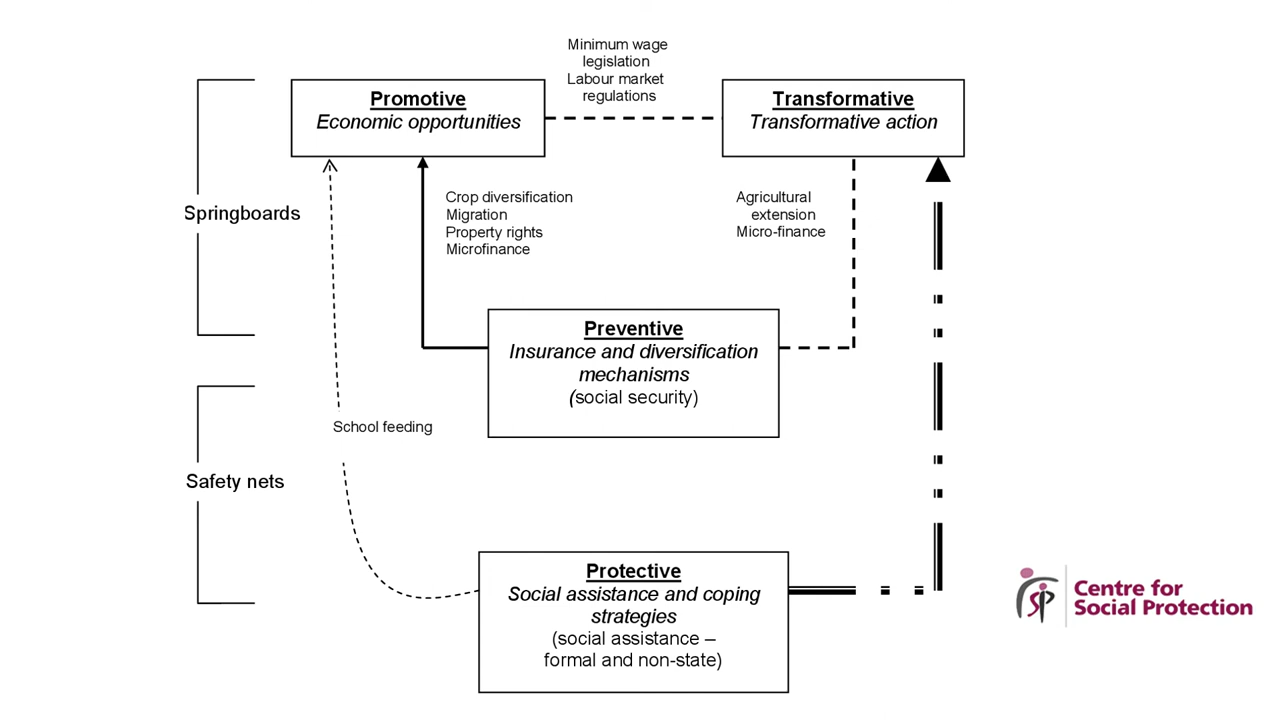 Minimum wage
legislation
Labour market
regulations
Promotive
Economic opportunities
Transformative
Transformative action
Springboards
Crop diversification
Migration
Property rights
Microfinance
Agricultural
extension
Micro-finance
Preventive
Insurance and diversification
mechanisms
(social security)
School feeding
Safety nets
Protective
Social assistance and coping
strategies
(social assistance –
formal and non-state)
Centre for
Social Protection